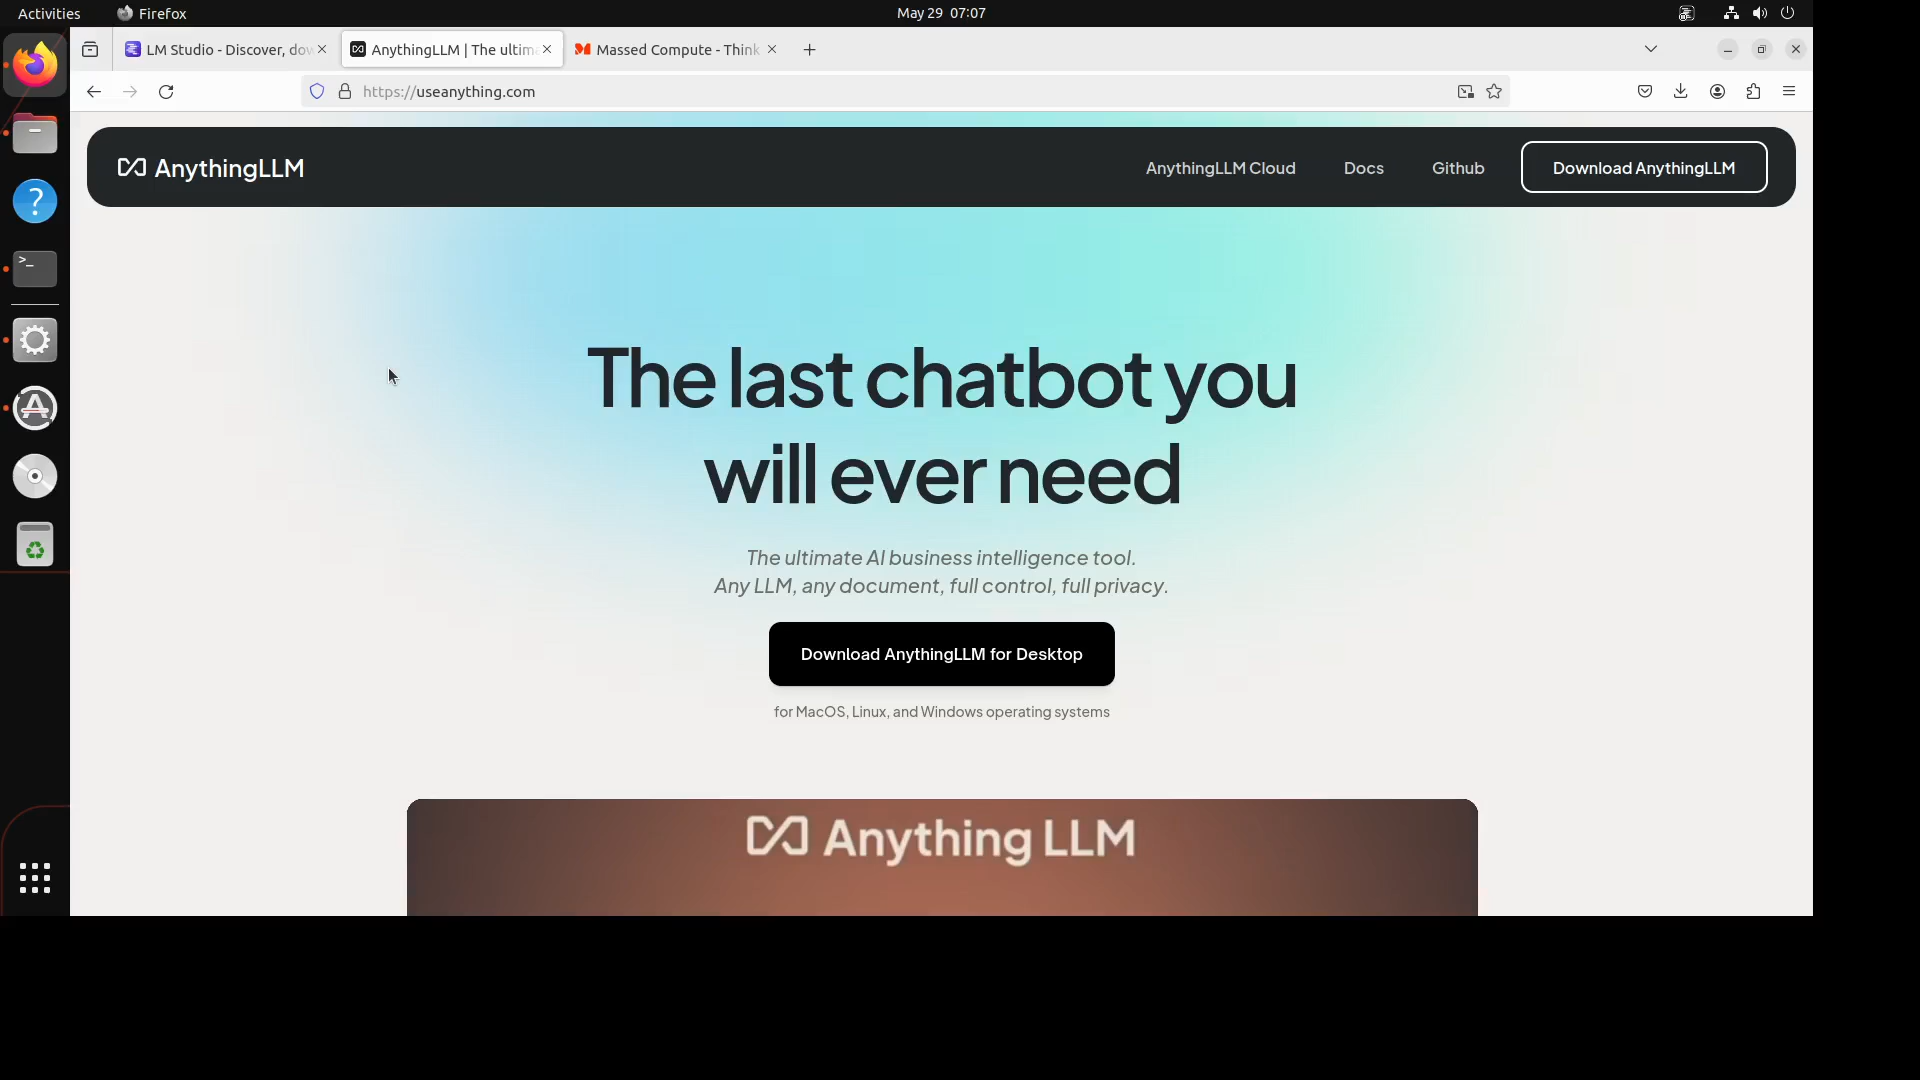 Activities
Firefox
May 29 07:07
LM Studio - Discover, dow
AnythingLLM | The ultim
Massed Compute - Think
https://useanything.com
AnythingLLM
AnythingLLM Cloud
Docs
Github
Download AnythingLLM
The last chatbot you
will ever need
The ultimate AI business intelligence tool.
Any LLM, any document, full control, full privacy.
Download AnythingLLM for Desktop
for MacOS, Linux, and Windows operating systems
Anything LLM